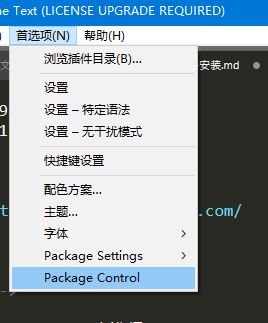 ne Text (LICENSE UPGRADE REQUIRED)
首选项(N) 帮助(H)
浏览插件目录(B)...
设置
安装.md
设置 – 特定语法
设置 – 无干扰模式
快捷键设置
配色方案...
主题...
com/
字体
Package Settings
Package Control